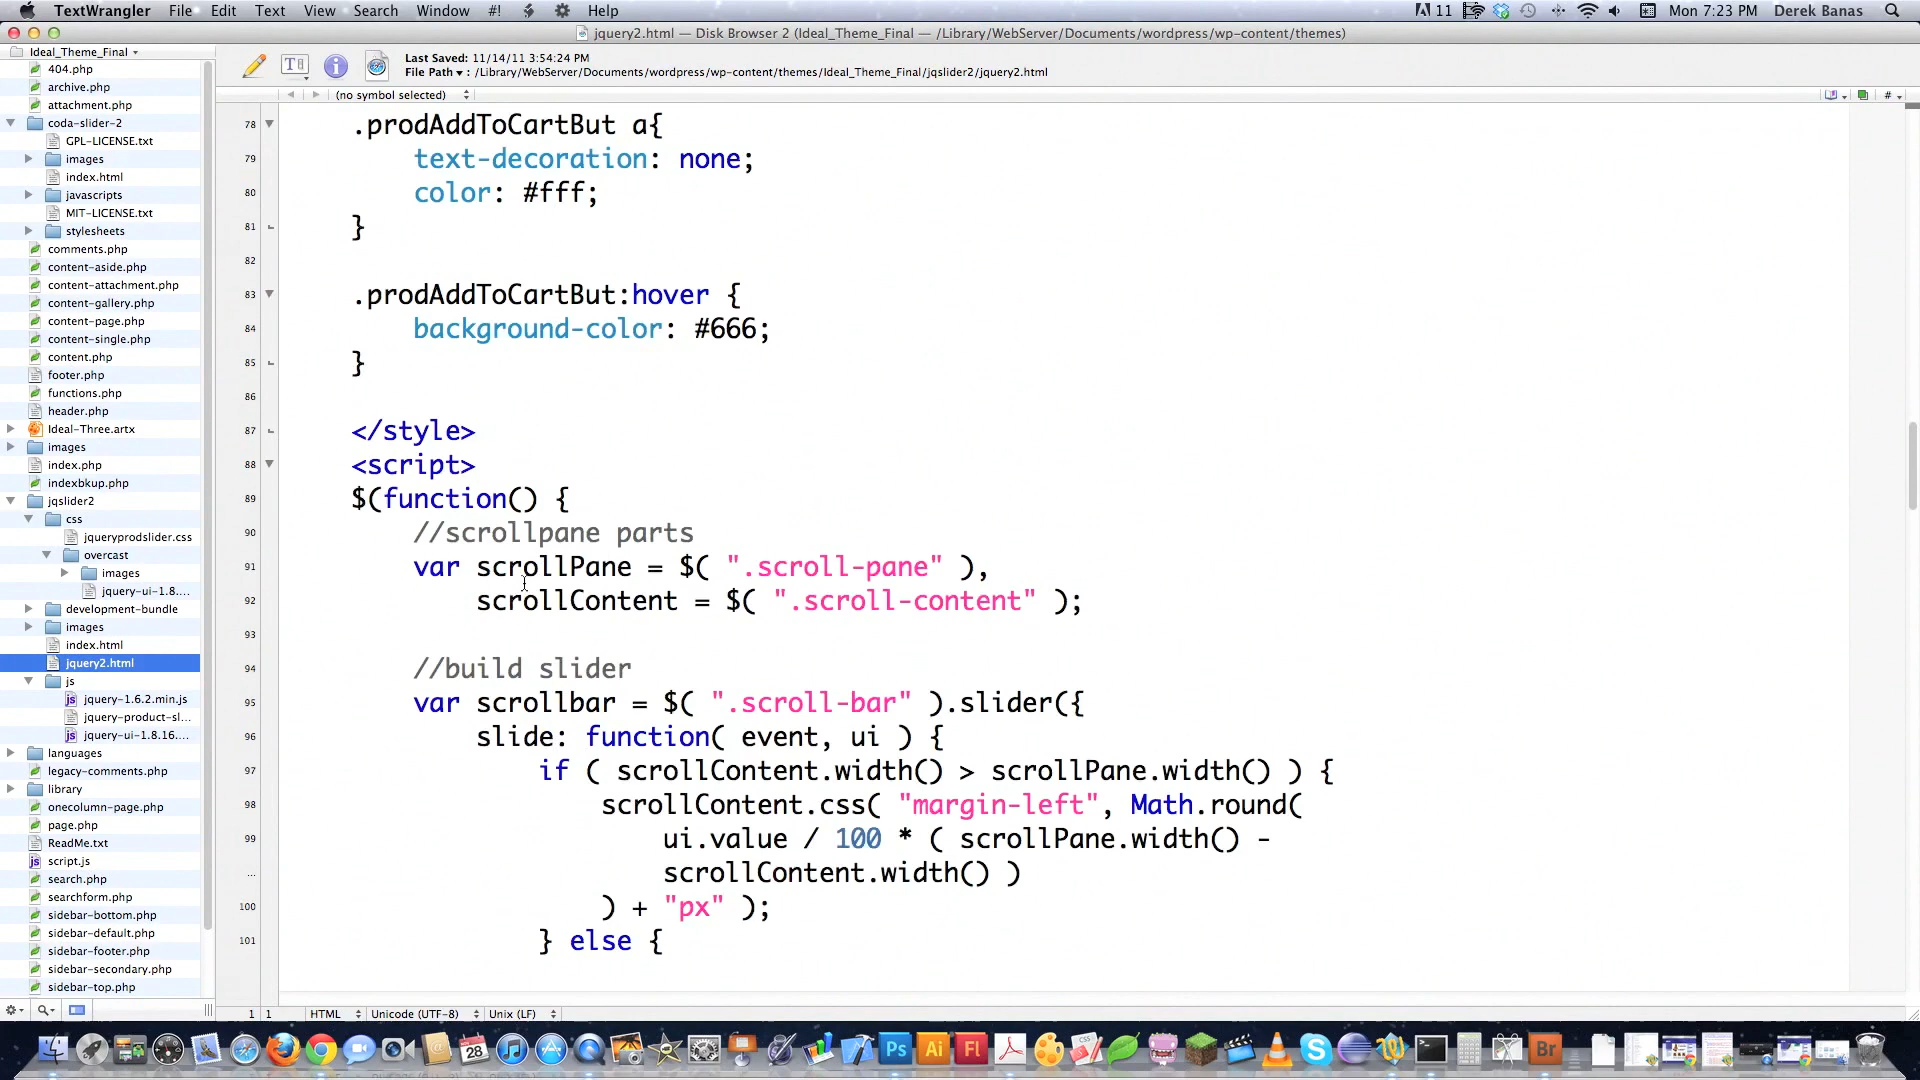 TextWrangler File Edit Text View Search Window #! Help
11 Mon 7:23 PM Derek Banas
jquery2.html — Disk Browser 2 (Ideal_Theme_Final — /Library/WebServer/Documents/wordpress/wp-content/themes)
Ideal_Theme_Final
Last Saved: 11/14/11 3:54:24 PM
File Path ▾ : /Library/WebServer/Documents/wordpress/wp-content/themes/Ideal_Theme_Final/jqslider2/jquery2.html
(no symbol selected)
404.php
archive.php
attachment.php
coda-slider-2
GPL-LICENSE.txt
images
index.html
javascripts
MIT-LICENSE.txt
stylesheets
comments.php
content-aside.php
content-attachment.php
content-gallery.php
content-page.php
content-single.php
content.php
footer.php
functions.php
header.php
Ideal-Three.artx
images
index.php
indexbkup.php
jqslider2
css
jqueryprodslider.css
overcast
images
jquery-ui-1.8....
development-bundle
images
index.html
jquery2.html
js
jquery-1.6.2.min.js
jquery-product-sl...
jquery-ui-1.8.16....
languages
legacy-comments.php
library
onecolumn-page.php
page.php
ReadMe.txt
script.js
search.php
searchform.php
sidebar-bottom.php
sidebar-default.php
sidebar-footer.php
sidebar-secondary.php
sidebar-top.php
78 .prodAddToCartBut a{
79 text-decoration: none;
80 color: #fff;
81 }
82
83 .prodAddToCartBut:hover {
84 background-color: #666;
85 }
86
87 </style>
88 <script>
89 $(function() {
90 //scrollpane parts
91 var scrollPane = $( ".scroll-pane" ),
92 scrollContent = $( ".scroll-content" );
93
94 //build slider
95 var scrollbar = $( ".scroll-bar" ).slider({
96 slide: function( event, ui ) {
97 if ( scrollContent.width() > scrollPane.width() ) {
98 scrollContent.css( "margin-left", Math.round(
99 ui.value / 100 * ( scrollPane.width() -
... scrollContent.width() )
100 ) + "px" );
101 } else {
1 1 HTML Unicode (UTF-8) Unix (LF)
28 Ps Ai Fl Br